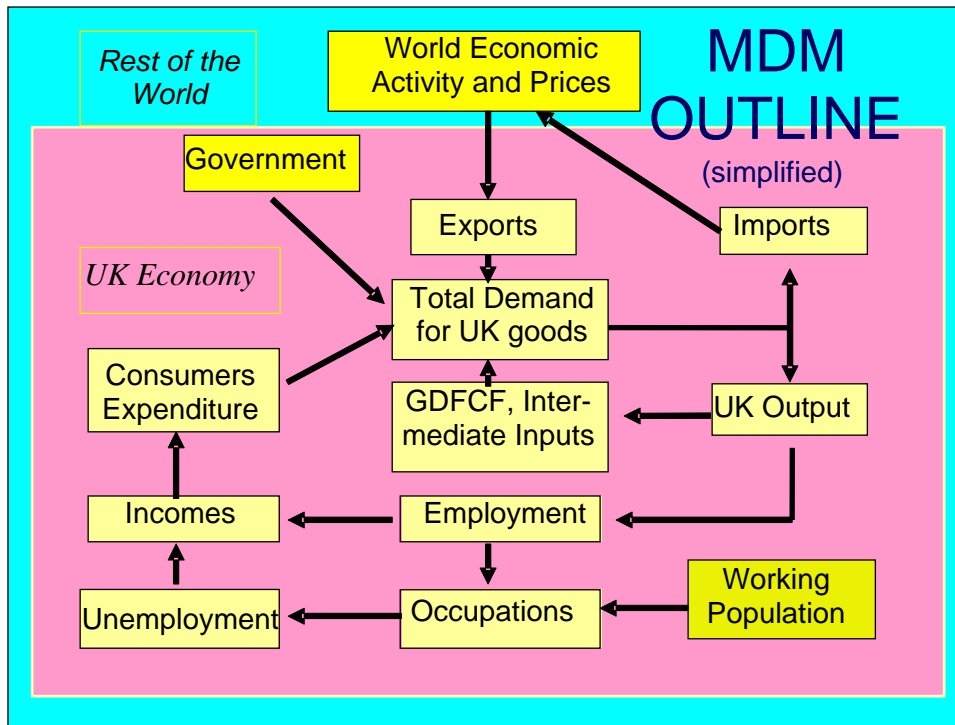 Rest of the
World
World Economic
Activity and Prices
MDM
OUTLINE
(simplified)
Government
Exports
Imports
UK Economy
Total Demand
for UK goods
Consumers
Expenditure
GDFCF, Inter-
mediate Inputs
UK Output
Incomes
Employment
Unemployment
Occupations
Working
Population